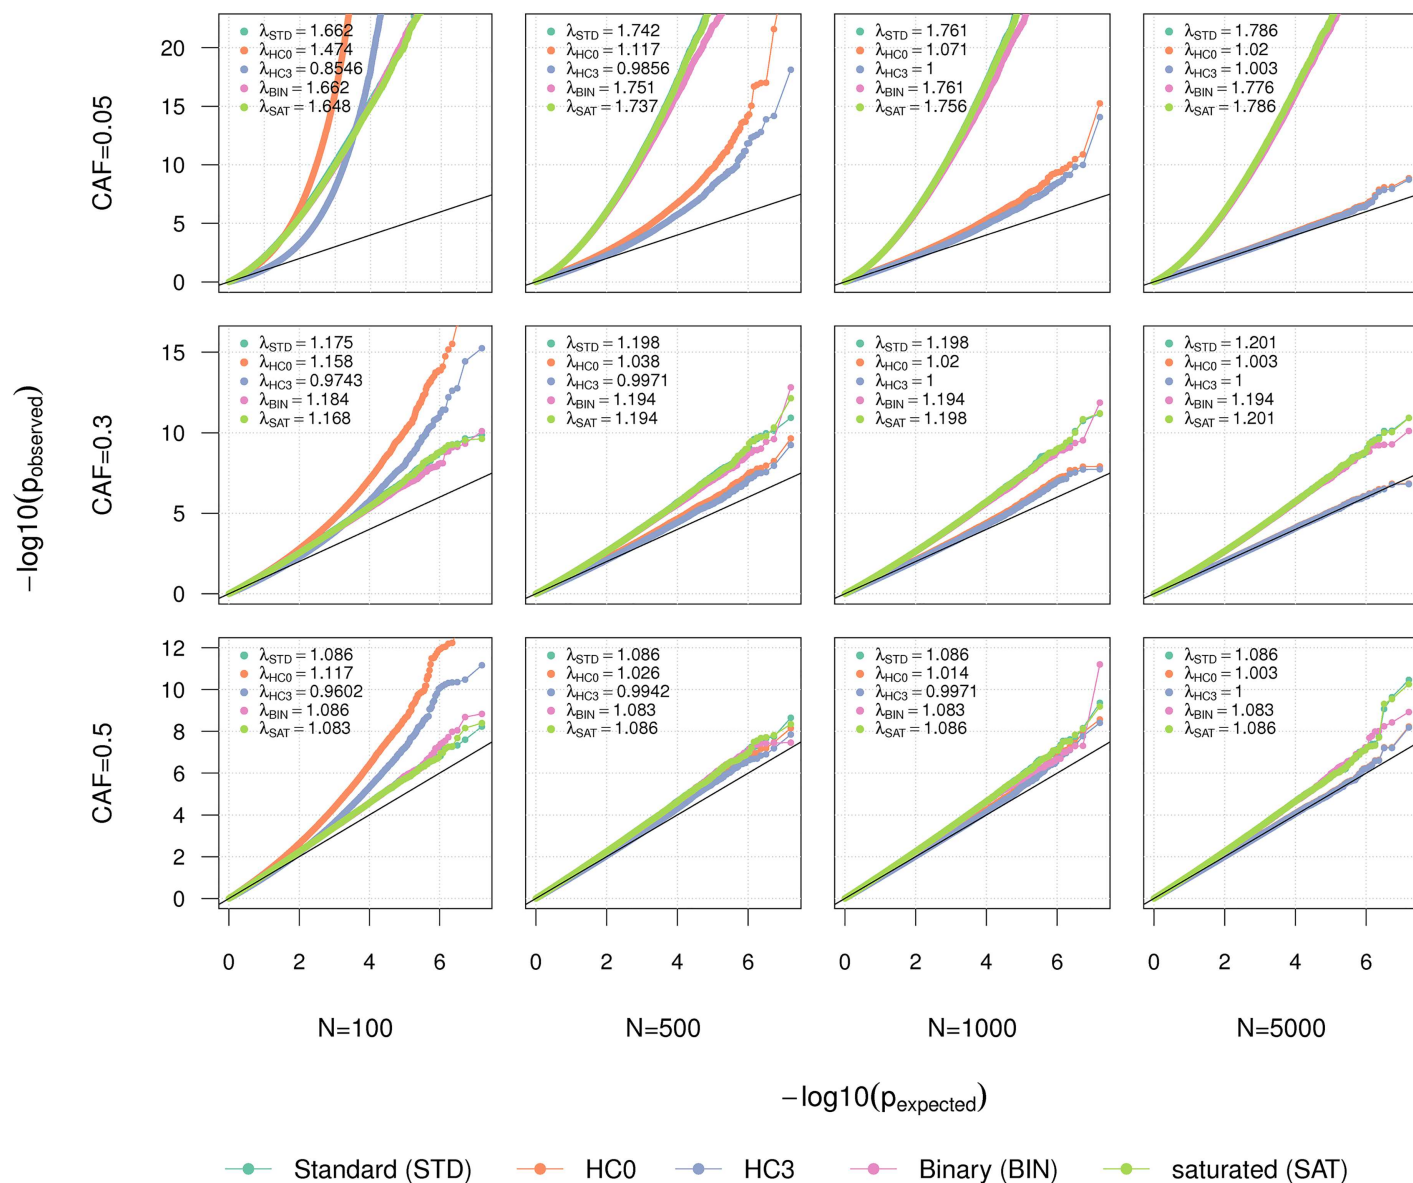 CAF=0.05
20
15
10
5
0
λSTD = 1.662
λHC0 = 1.474
λHC3 = 0.8546
λBIN = 1.662
λSAT = 1.648
λSTD = 1.742
λHC0 = 1.117
λHC3 = 0.9856
λBIN = 1.751
λSAT = 1.737
λSTD = 1.761
λHC0 = 1.071
λHC3 = 1
λBIN = 1.761
λSAT = 1.756
λSTD = 1.786
λHC0 = 1.02
λHC3 = 1.003
λBIN = 1.776
λSAT = 1.786
−log10(pobserved)
CAF=0.3
15
10
5
0
λSTD = 1.175
λHC0 = 1.158
λHC3 = 0.9743
λBIN = 1.184
λSAT = 1.168
λSTD = 1.198
λHC0 = 1.038
λHC3 = 0.9971
λBIN = 1.194
λSAT = 1.194
λSTD = 1.198
λHC0 = 1.02
λHC3 = 1
λBIN = 1.194
λSAT = 1.198
λSTD = 1.201
λHC0 = 1.003
λHC3 = 1
λBIN = 1.194
λSAT = 1.201
CAF=0.5
12
10
8
6
4
2
0
λSTD = 1.086
λHC0 = 1.117
λHC3 = 0.9602
λBIN = 1.086
λSAT = 1.083
λSTD = 1.086
λHC0 = 1.026
λHC3 = 0.9942
λBIN = 1.083
λSAT = 1.086
λSTD = 1.086
λHC0 = 1.014
λHC3 = 0.9971
λBIN = 1.083
λSAT = 1.086
λSTD = 1.086
λHC0 = 1.003
λHC3 = 1
λBIN = 1.083
λSAT = 1.086
0 2 4 6 0 2 4 6 0 2 4 6 0 2 4 6
N=100 N=500 N=1000 N=5000
−log10(pexpected)
Standard (STD) HC0 HC3 Binary (BIN) saturated (SAT)